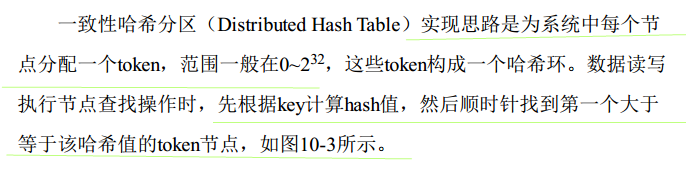 一致性哈希分区（Distributed Hash Table）实现思路是为系统中每个节
点分配一个token，范围一般在0~2³²，这些token构成一个哈希环。数据读写
执行节点查找操作时，先根据key计算hash值，然后顺时针找到第一个大于
等于该哈希值的token节点，如图10-3所示。